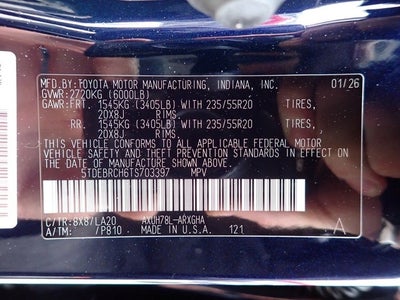 MFD.BY:TOYOTA MOTOR MANUFACTURING, INDIANA, INC. 01/26
GVWR:2720KG (6000LB)
GAWR:FRT. 1545KG (3405LB) WITH 235/55R20 TIRES,
20X8J RIMS,
RR. 1545KG (3405LB) WITH 235/55R20 TIRES,
20X8J RIMS.
THIS VEHICLE CONFORMS TO ALL APPLICABLE FEDERAL MOTOR
VEHICLE SAFETY AND THEFT PREVENTION STANDARDS IN EFFECT ON
THE DATE OF MANUFACTURE SHOWN ABOVE.
5TDEBRCH6TS703397 MPV
C/TR:8X8/LA20 AXUH78L-ARXGHA
A/TM: /P810 MADE IN U.S.A. 121 A